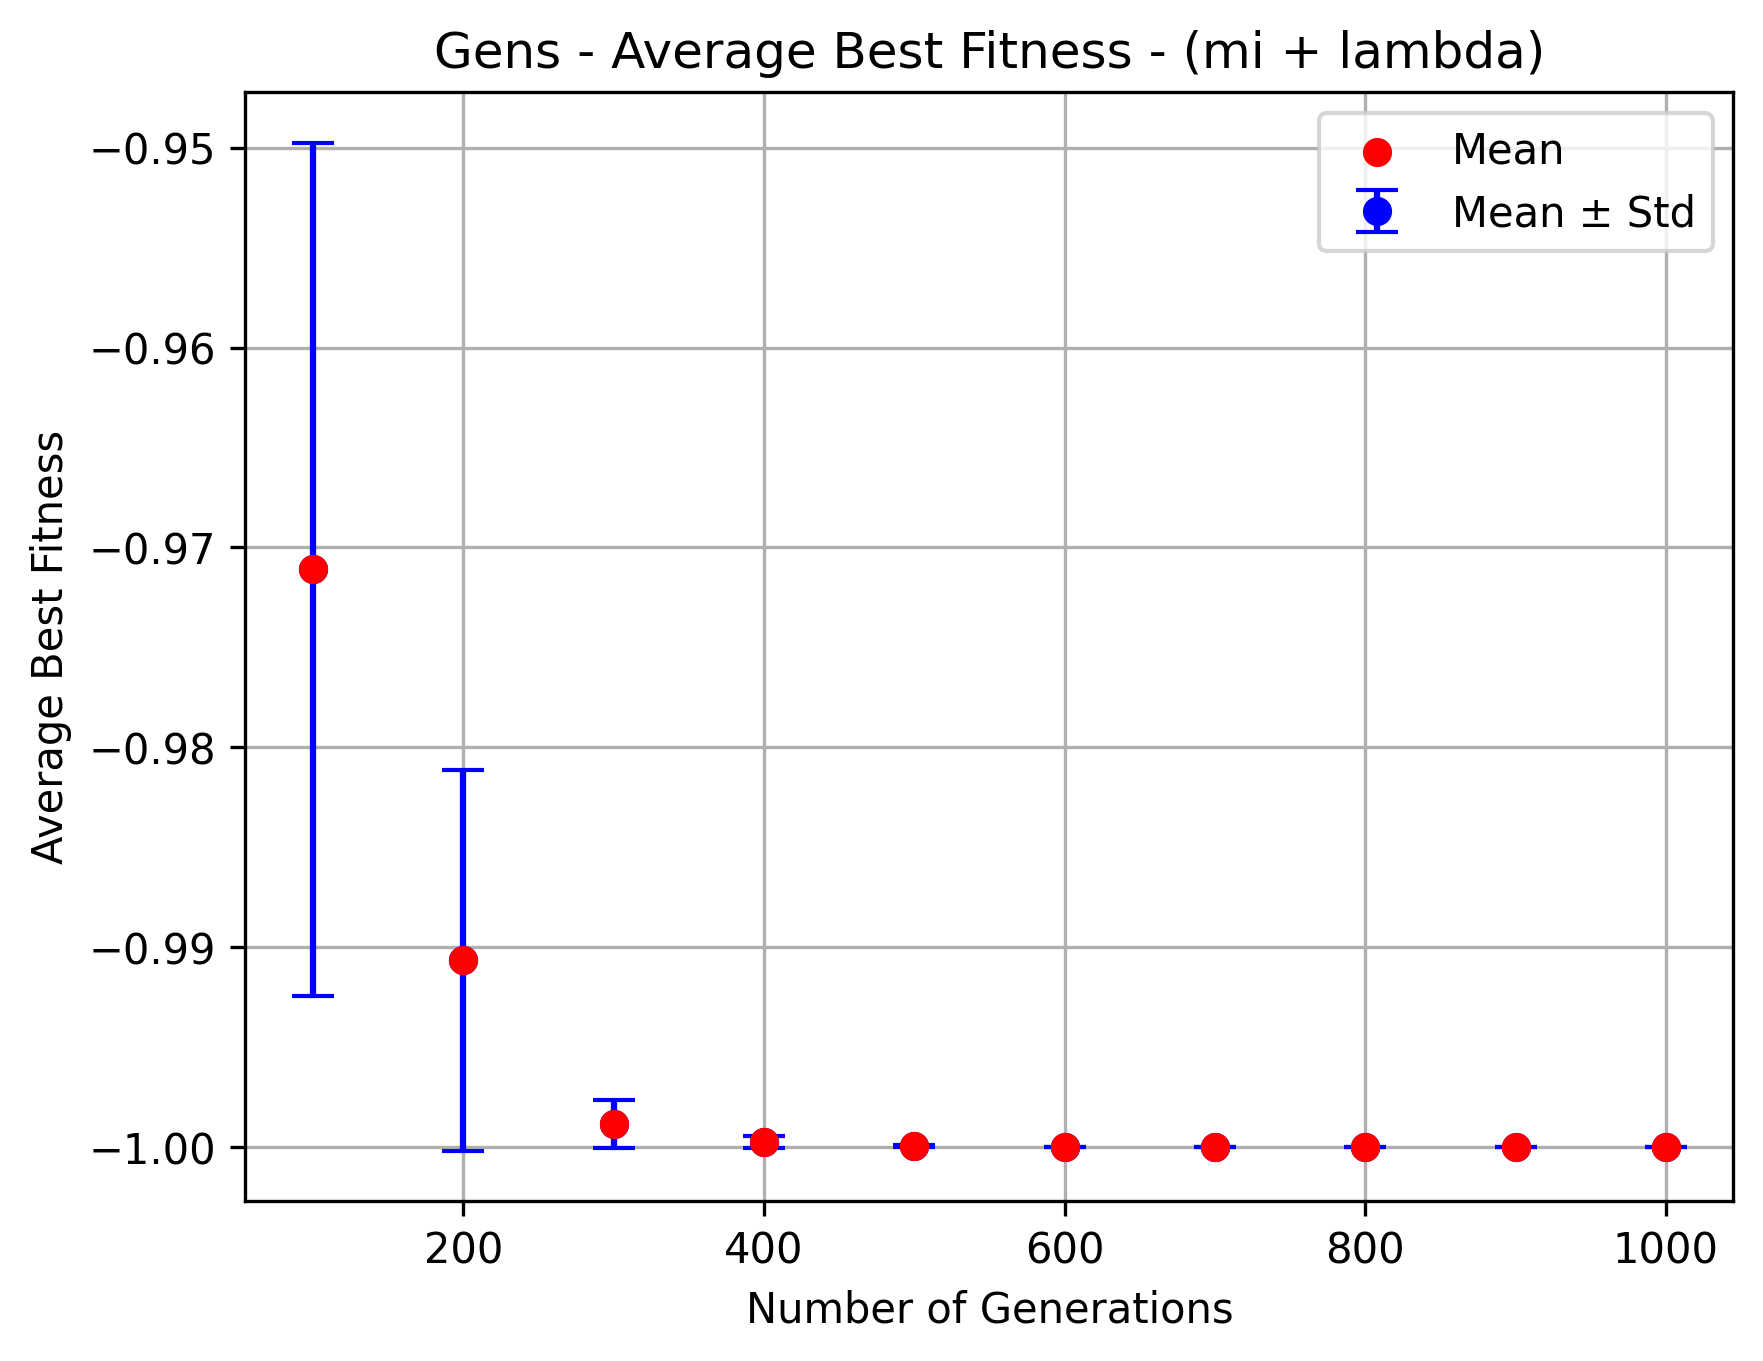 Gens - Average Best Fitness - (mi + lambda)
Mean
Mean ± Std
Average Best Fitness
−0.95
−0.96
−0.97
−0.98
−0.99
−1.00
200
400
600
800
1000
Number of Generations